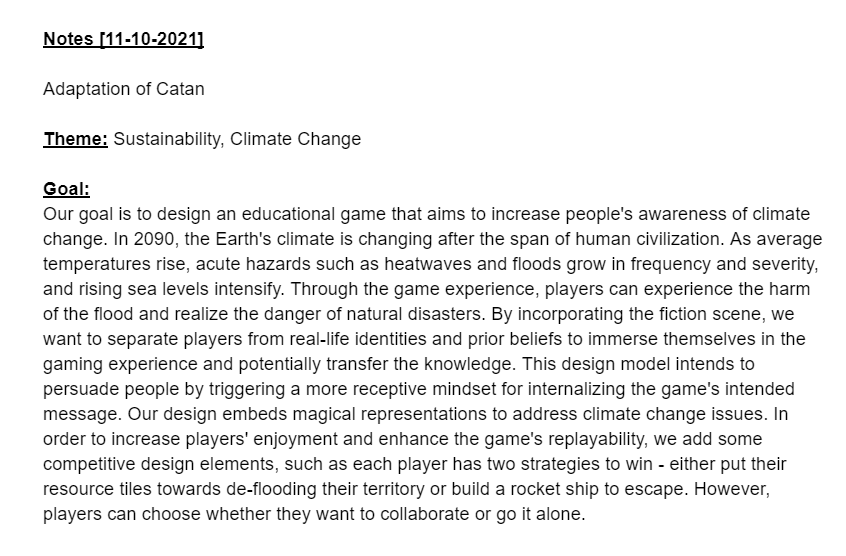 Notes [11-10-2021]
Adaptation of Catan
Theme: Sustainability, Climate Change
Goal:
Our goal is to design an educational game that aims to increase people's awareness of climate
change. In 2090, the Earth's climate is changing after the span of human civilization. As average
temperatures rise, acute hazards such as heatwaves and floods grow in frequency and severity,
and rising sea levels intensify. Through the game experience, players can experience the harm
of the flood and realize the danger of natural disasters. By incorporating the fiction scene, we
want to separate players from real-life identities and prior beliefs to immerse themselves in the
gaming experience and potentially transfer the knowledge. This design model intends to
persuade people by triggering a more receptive mindset for internalizing the game's intended
message. Our design embeds magical representations to address climate change issues. In
order to increase players' enjoyment and enhance the game's replayability, we add some
competitive design elements, such as each player has two strategies to win - either put their
resource tiles towards de-flooding their territory or build a rocket ship to escape. However,
players can choose whether they want to collaborate or go it alone.